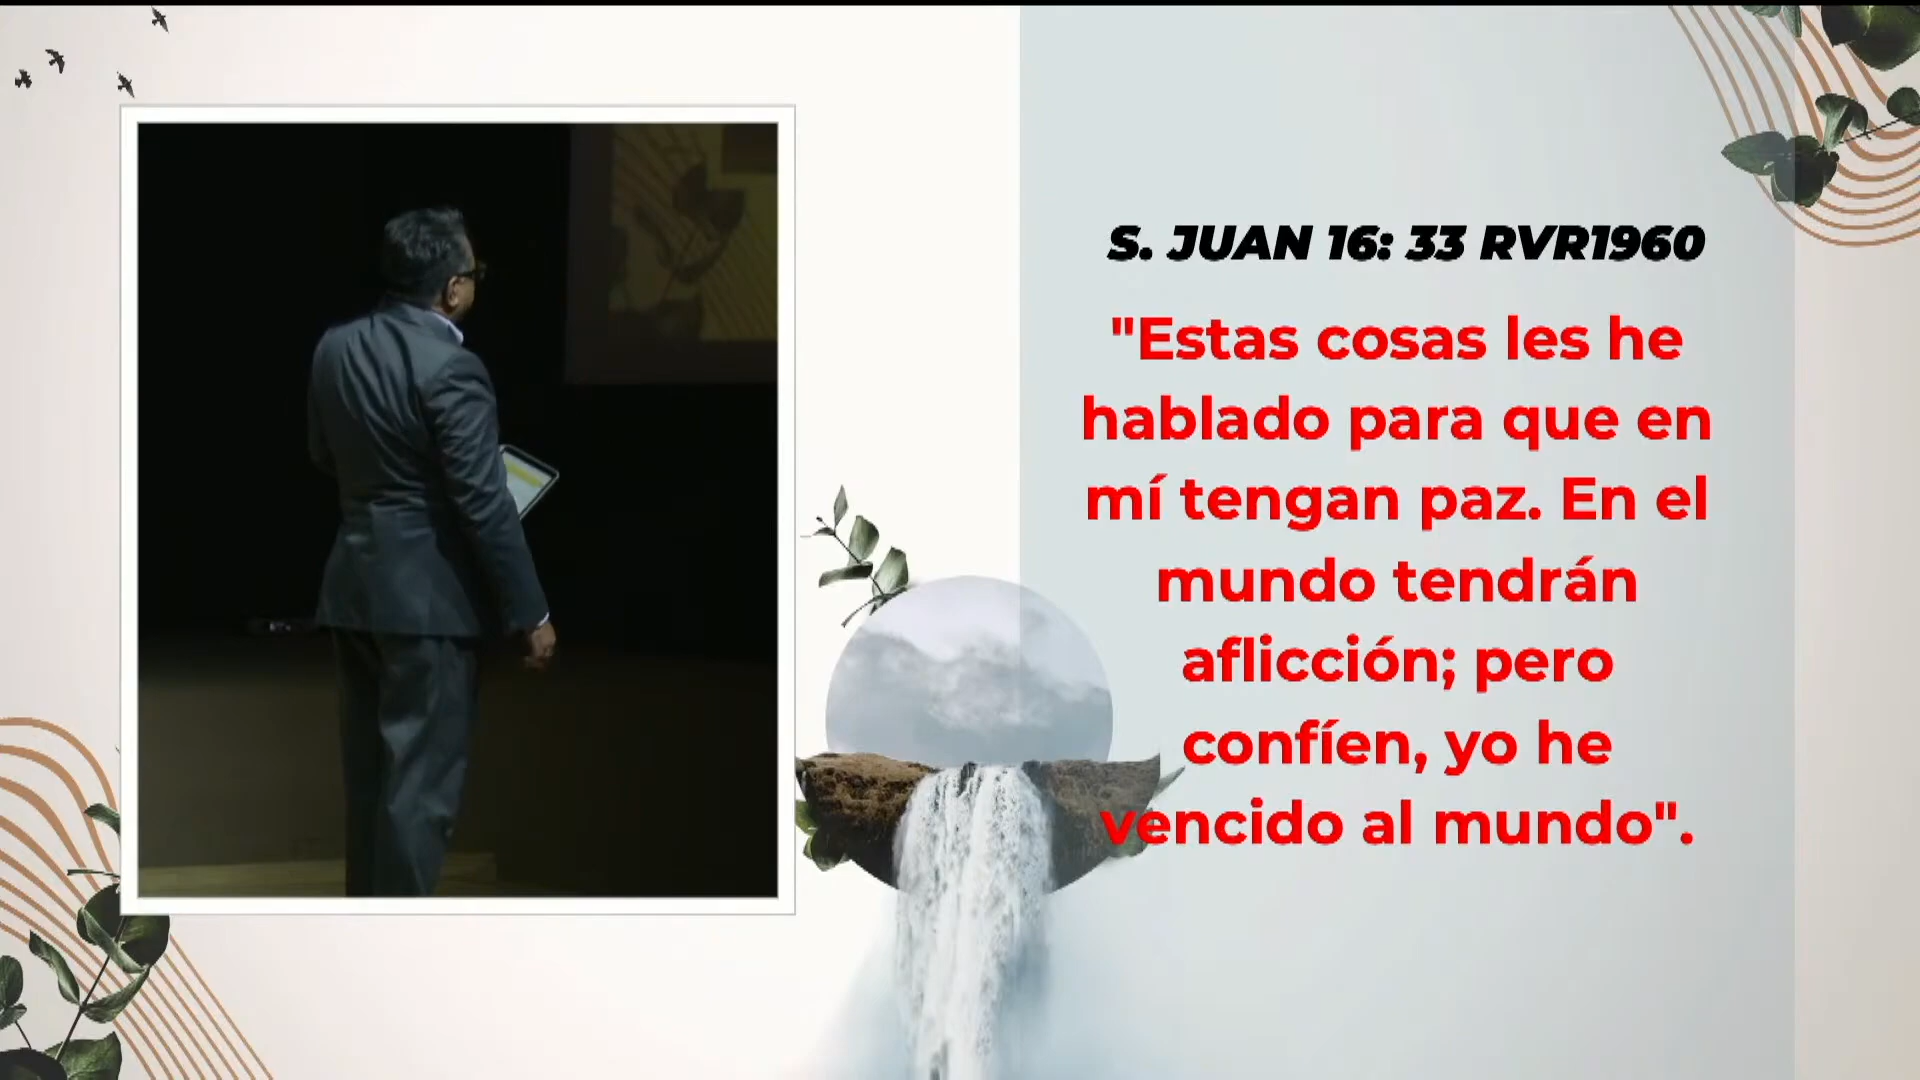 S. JUAN 16: 33 RVR1960
"Estas cosas les he
hablado para que en
mí tengan paz. En el
mundo tendrán
aflicción; pero
confíen, yo he
vencido al mundo".